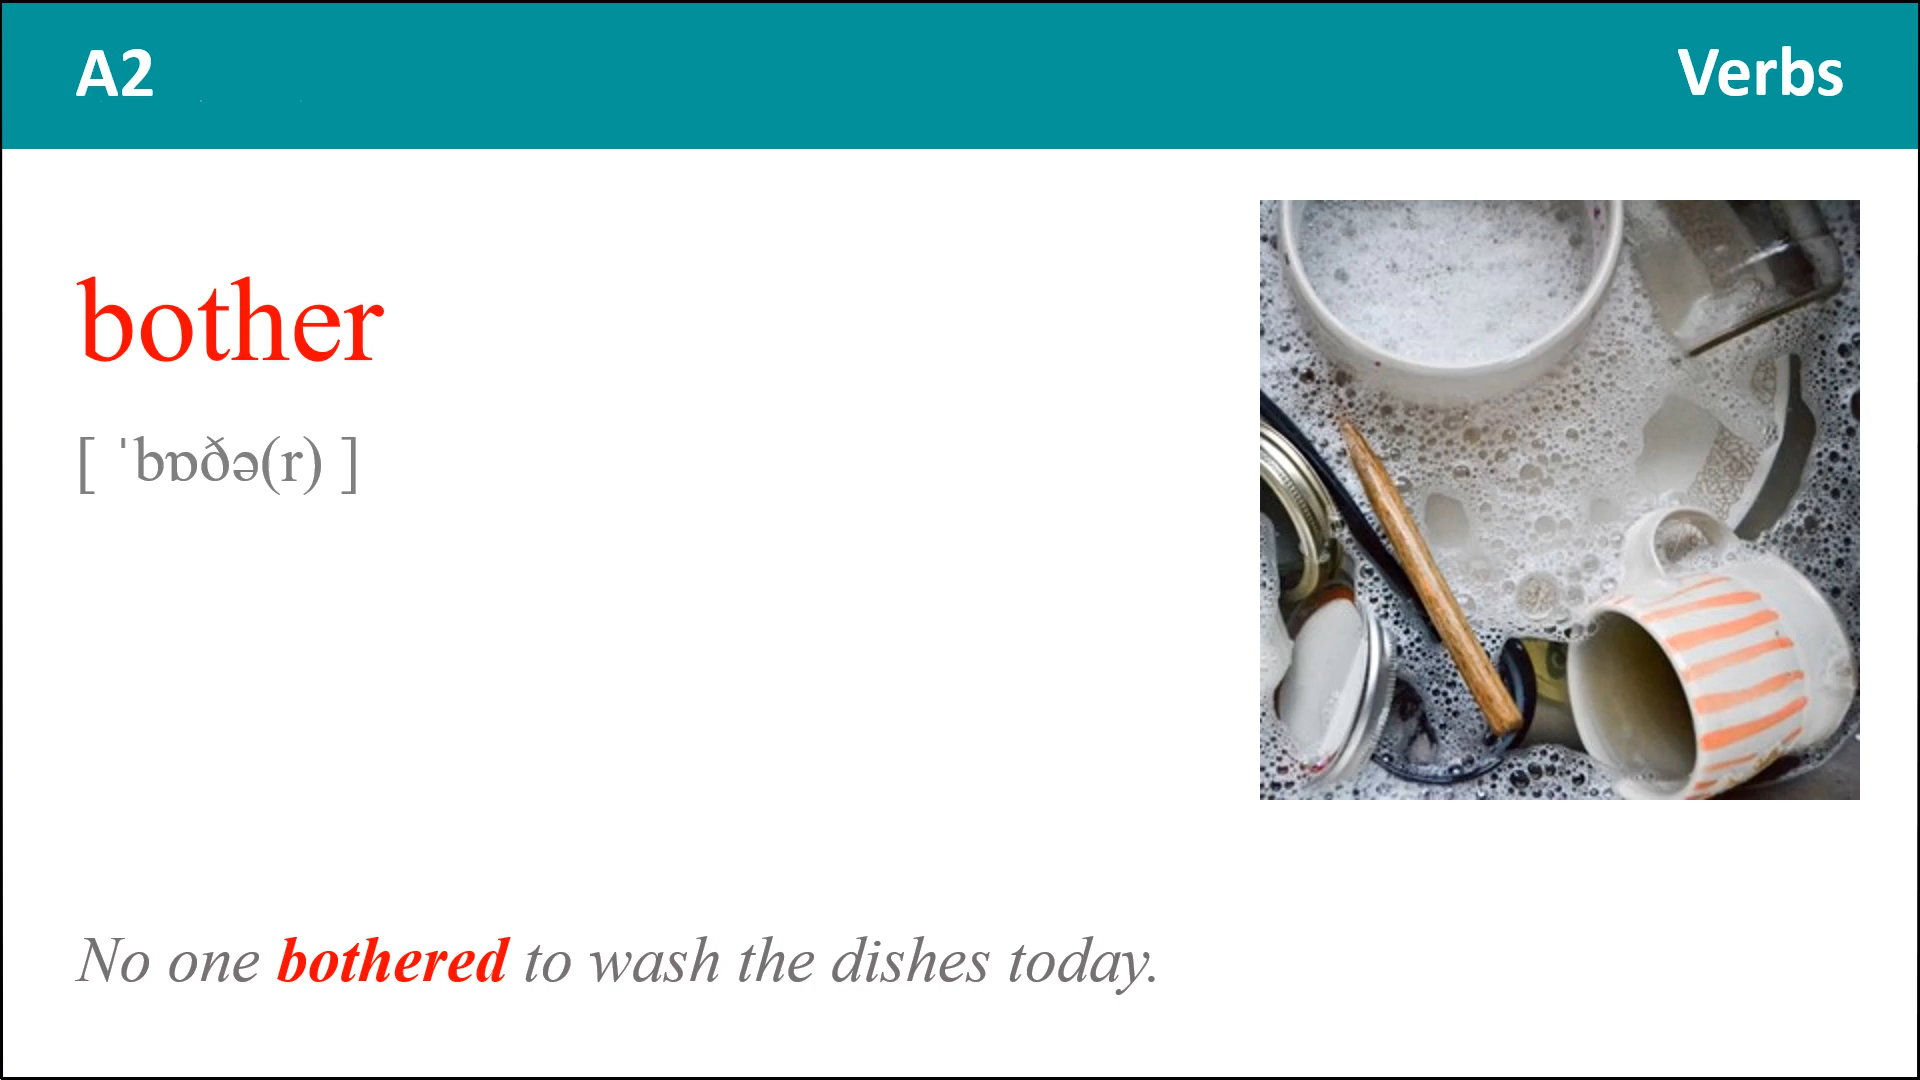 A2
Verbs
bother
[ ˈbɒðə(r) ]
No one bothered to wash the dishes today.